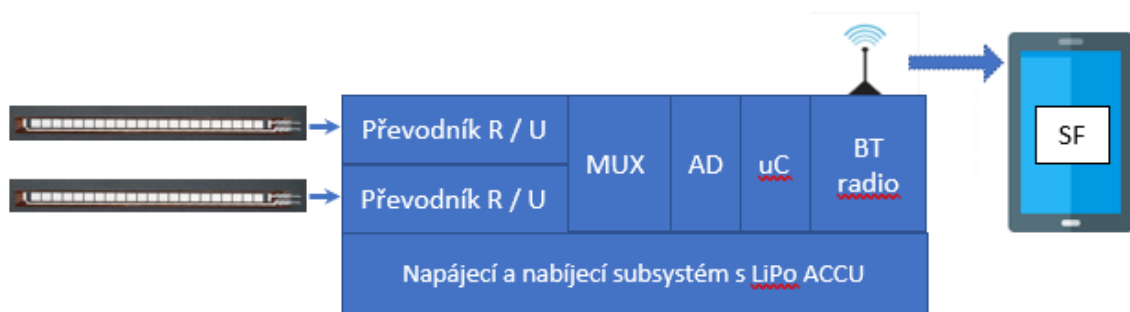 Převodník R / U
Převodník R / U
MUX
AD
uC
BT
radio
SF
Napájecí a nabíjecí subsystém s LiPo ACCU